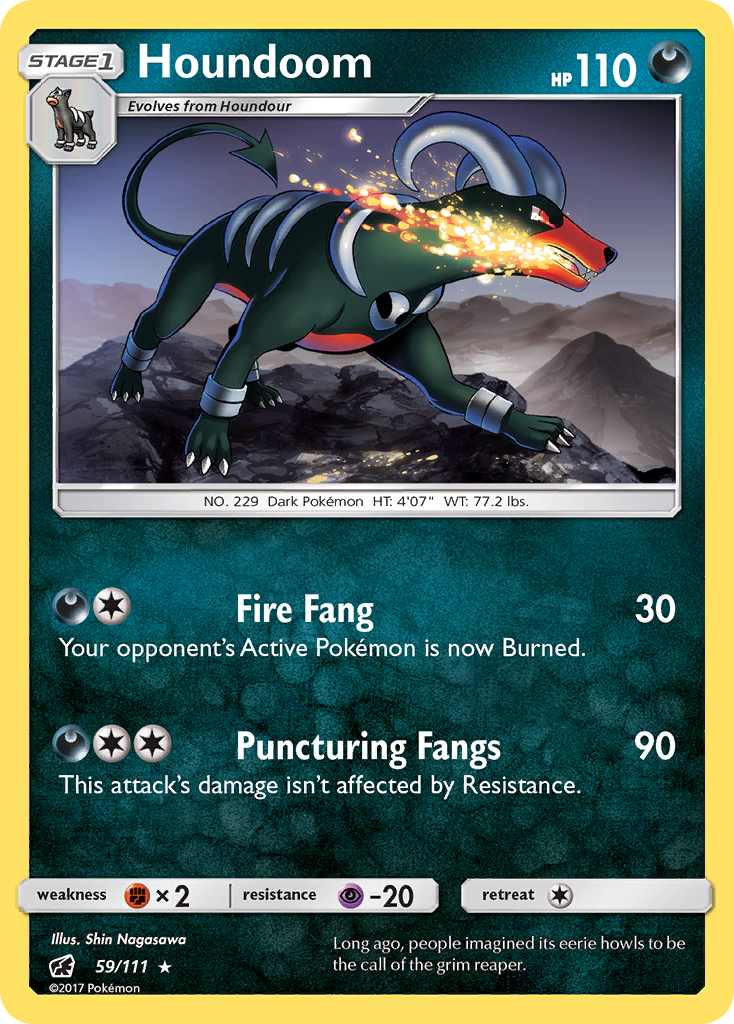 STAGE1
Houndoom
HP 110
Evolves from Houndour
NO. 229 Dark Pokémon HT: 4'07" WT: 77.2 lbs.
Fire Fang 30
Your opponent's Active Pokémon is now Burned.
Puncturing Fangs 90
This attack's damage isn't affected by Resistance.
weakness × 2 resistance -20 retreat
Illus. Shin Nagasawa
59/111 ★
©2017 Pokémon
Long ago, people imagined its eerie howls to be
the call of the grim reaper.